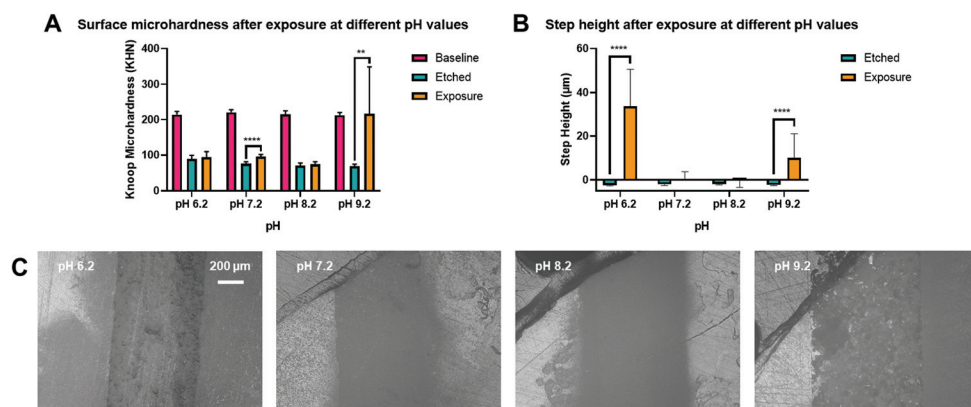 A Surface microhardness after exposure at different pH values
Knoop Microhardness (KHN)
400
300
200
100
0
pH 6.2 pH 7.2 pH 8.2 pH 9.2
pH
****
**
Baseline
Etched
Exposure
B Step height after exposure at different pH values
Step Height (µm)
60
40
20
0
pH 6.2 pH 7.2 pH 8.2 pH 9.2
pH
****
****
Etched
Exposure
C
pH 6.2
200 µm
pH 7.2
pH 8.2
pH 9.2